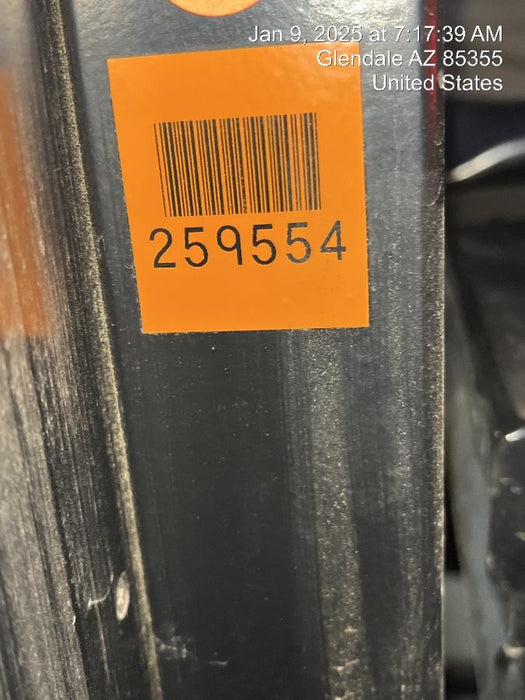 Jan 9, 2025 at 7:17:39 AM
Glendale AZ 85355
United States
259554